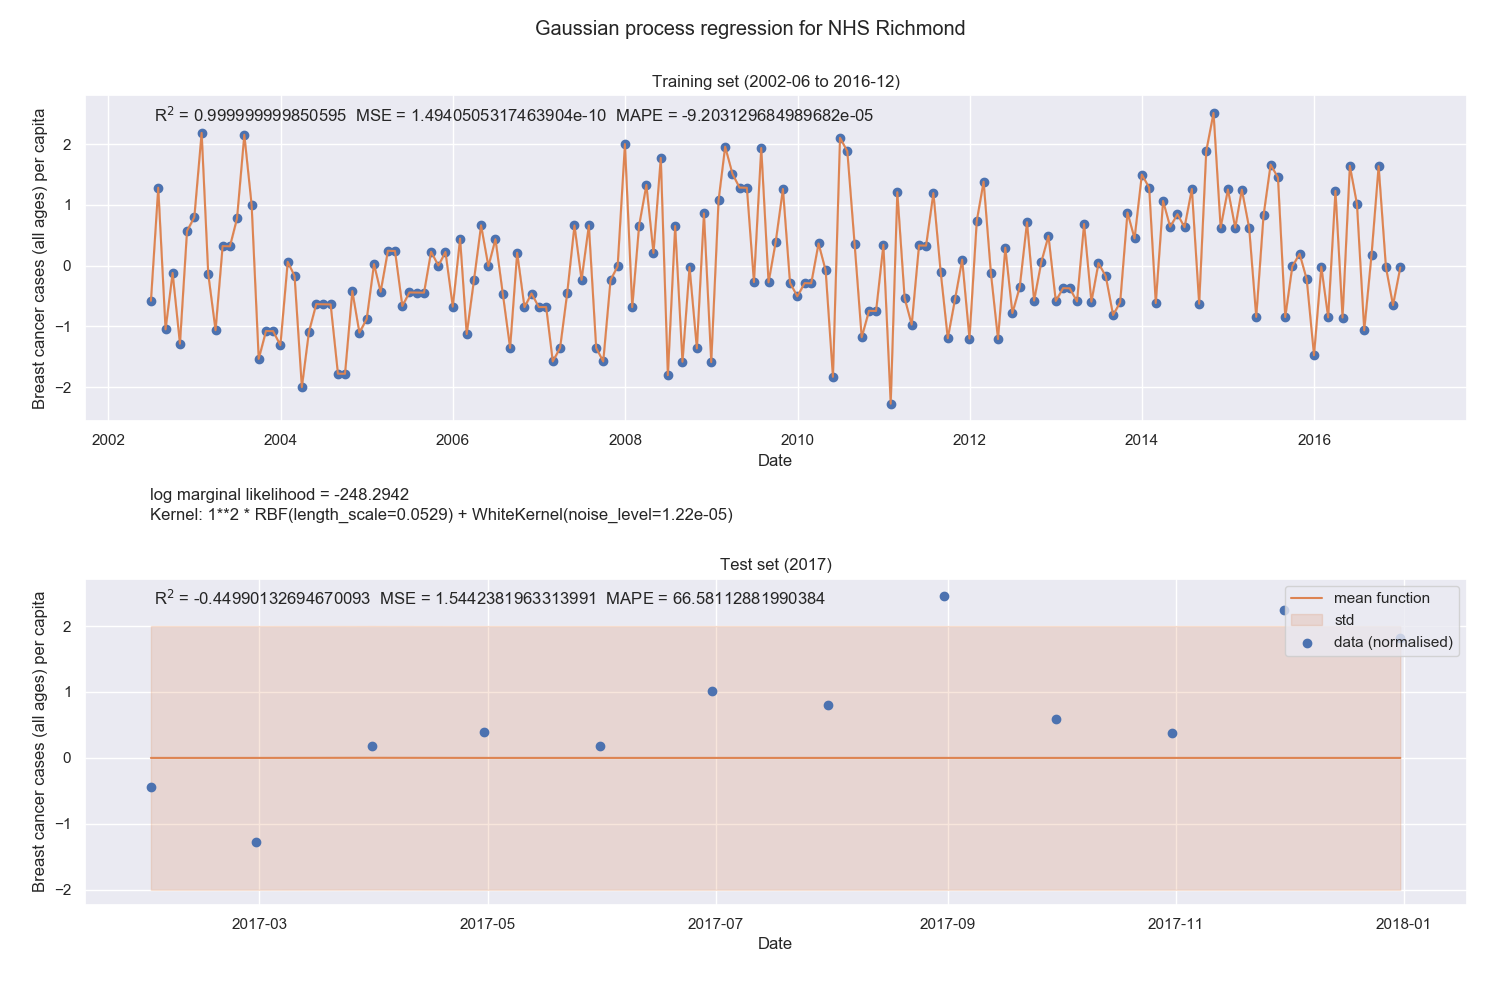 Gaussian process regression for NHS Richmond
Training set (2002-06 to 2016-12)
R² = 0.999999999850595 MSE = 1.4940505317463904e-10 MAPE = -9.203129684989682e-05
Breast cancer cases (all ages) per capita
2
1
0
−1
−2
2002 2004 2006 2008 2010 2012 2014 2016
Date
log marginal likelihood = -248.2942
Kernel: 1**2 * RBF(length_scale=0.0529) + WhiteKernel(noise_level=1.22e-05)
Test set (2017)
R² = -0.44990132694670093 MSE = 1.5442381963313991 MAPE = 66.58112881990384
mean function
std
data (normalised)
Breast cancer cases (all ages) per capita
2
1
0
−1
−2
2017-03 2017-05 2017-07 2017-09 2017-11 2018-01
Date